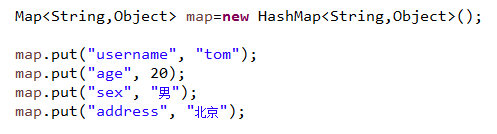 Map<String,Object> map=new HashMap<String,Object>();
map.put("username", "tom");
map.put("age", 20);
map.put("sex", "男");
map.put("address", "北京");